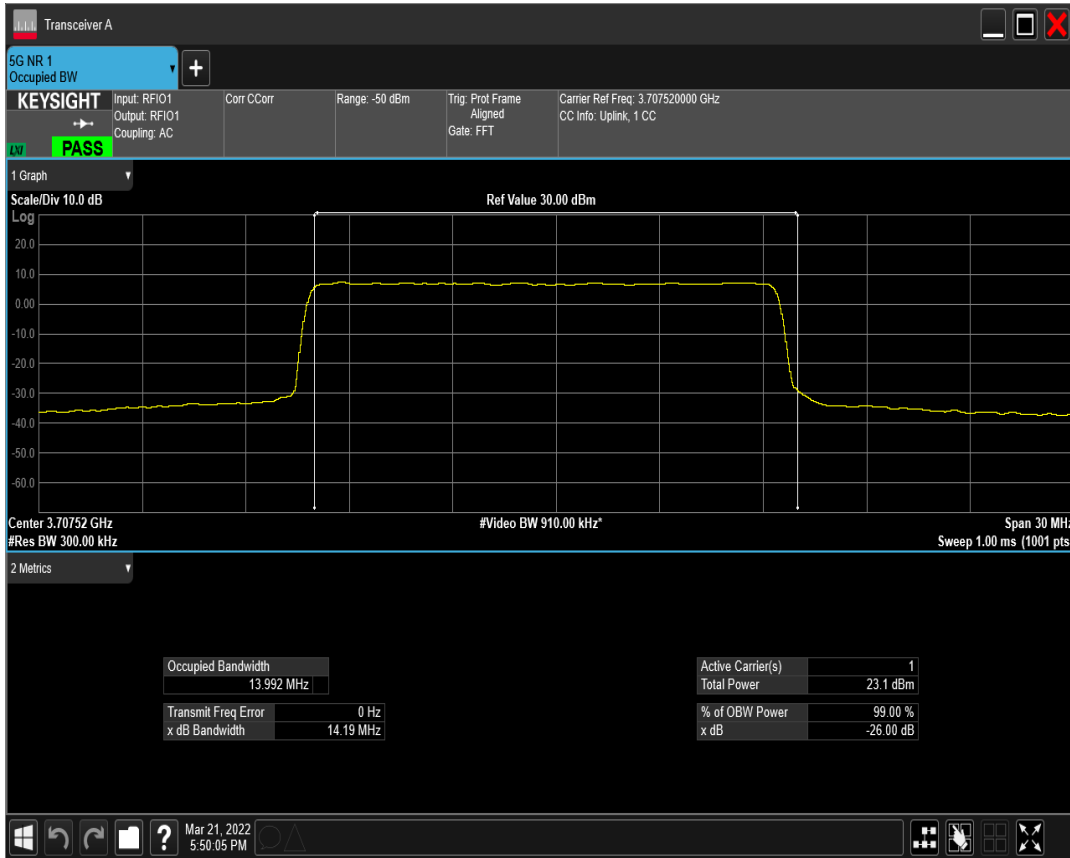 Transceiver A
5G NR 1
Occupied BW
KEYSIGHT
LXI
PASS
Input: RFIO1
Output: RFIO1
Coupling: AC
Corr CCorr
Range: -50 dBm
Trig: Prot Frame
Aligned
Gate: FFT
Carrier Ref Freq: 3.707520000 GHz
CC Info: Uplink, 1 CC
1 Graph
Scale/Div 10.0 dB
Ref Value 30.00 dBm
Log
20.0
10.0
0.00
-10.0
-20.0
-30.0
-40.0
-50.0
-60.0
Center 3.70752 GHz
#Video BW 910.00 kHz*
Span 30 MHz
#Res BW 300.00 kHz
Sweep 1.00 ms (1001 pts
2 Metrics
Occupied Bandwidth
13.992 MHz
Transmit Freq Error 0 Hz
x dB Bandwidth 14.19 MHz
Active Carrier(s) 1
Total Power 23.1 dBm
% of OBW Power 99.00 %
x dB -26.00 dB
?
Mar 21, 2022
5:50:05 PM